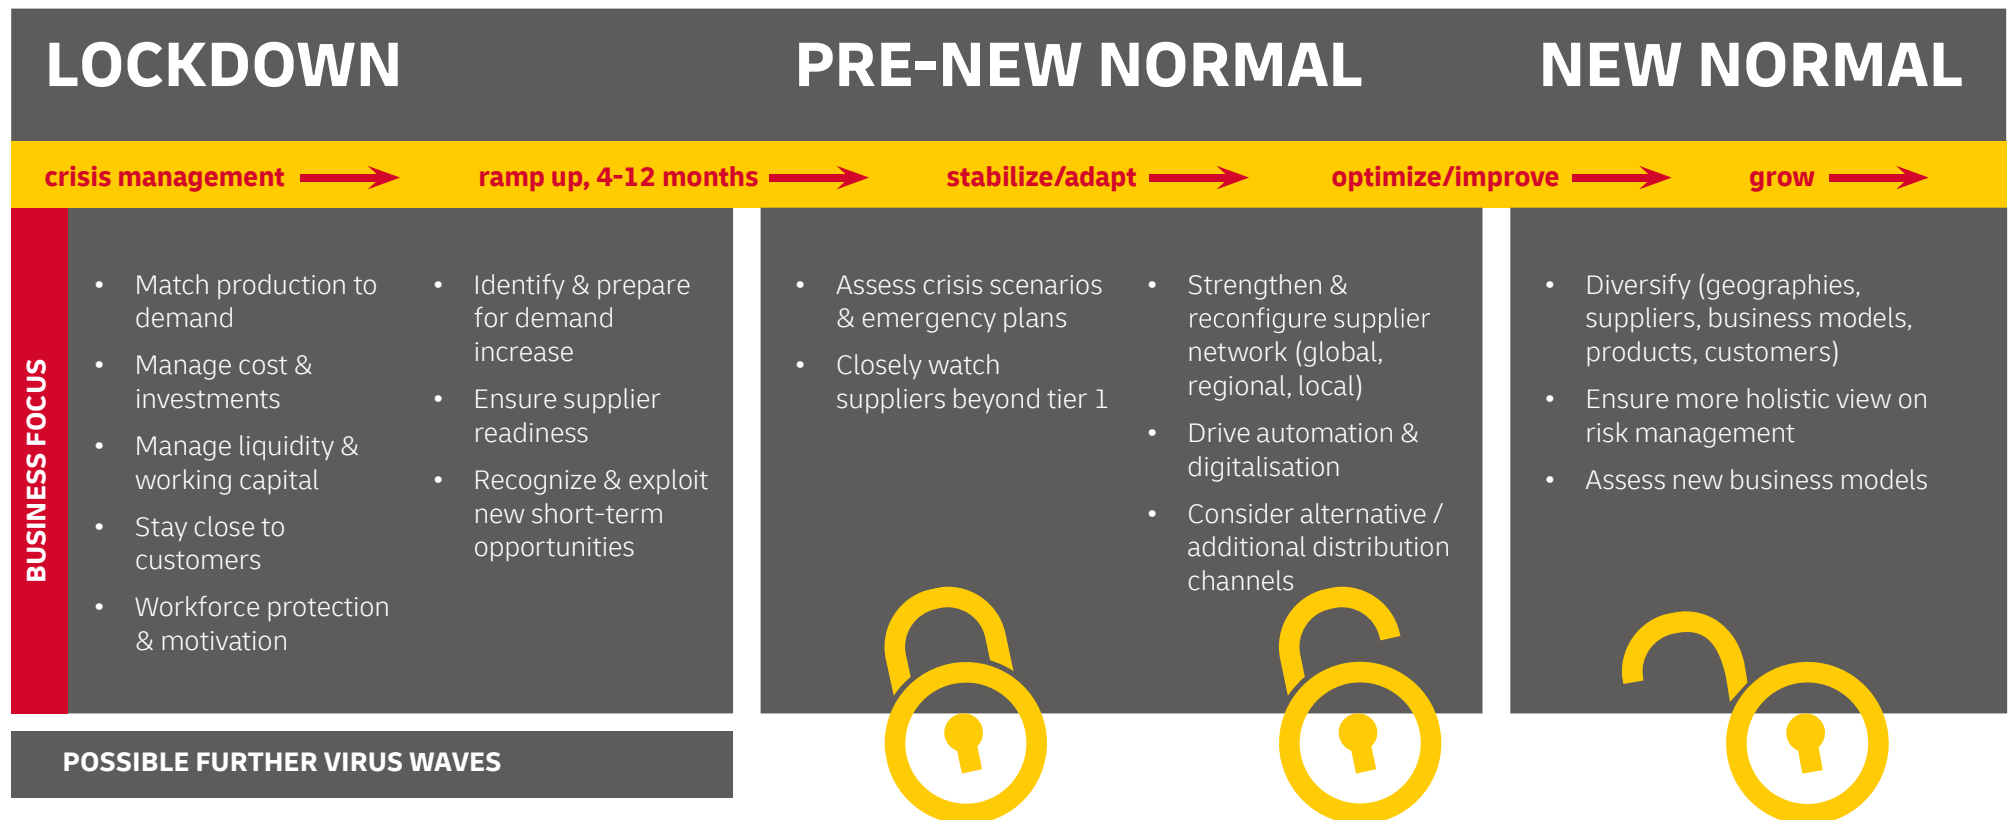 LOCKDOWN
PRE-NEW NORMAL
NEW NORMAL
crisis management
ramp up, 4-12 months
stabilize/adapt
optimize/improve
grow
BUSINESS FOCUS
• Match production to
demand
• Manage cost &
investments
• Manage liquidity &
working capital
• Stay close to
customers
• Workforce protection
& motivation
• Identify & prepare
for demand
increase
• Ensure supplier
readiness
• Recognize & exploit
new short-term
opportunities
• Assess crisis scenarios
& emergency plans
• Closely watch
suppliers beyond tier 1
• Strengthen &
reconfigure supplier
network (global,
regional, local)
• Drive automation &
digitalisation
• Consider alternative /
additional distribution
channels
• Diversify (geographies,
suppliers, business models,
products, customers)
• Ensure more holistic view on
risk management
• Assess new business models
POSSIBLE FURTHER VIRUS WAVES